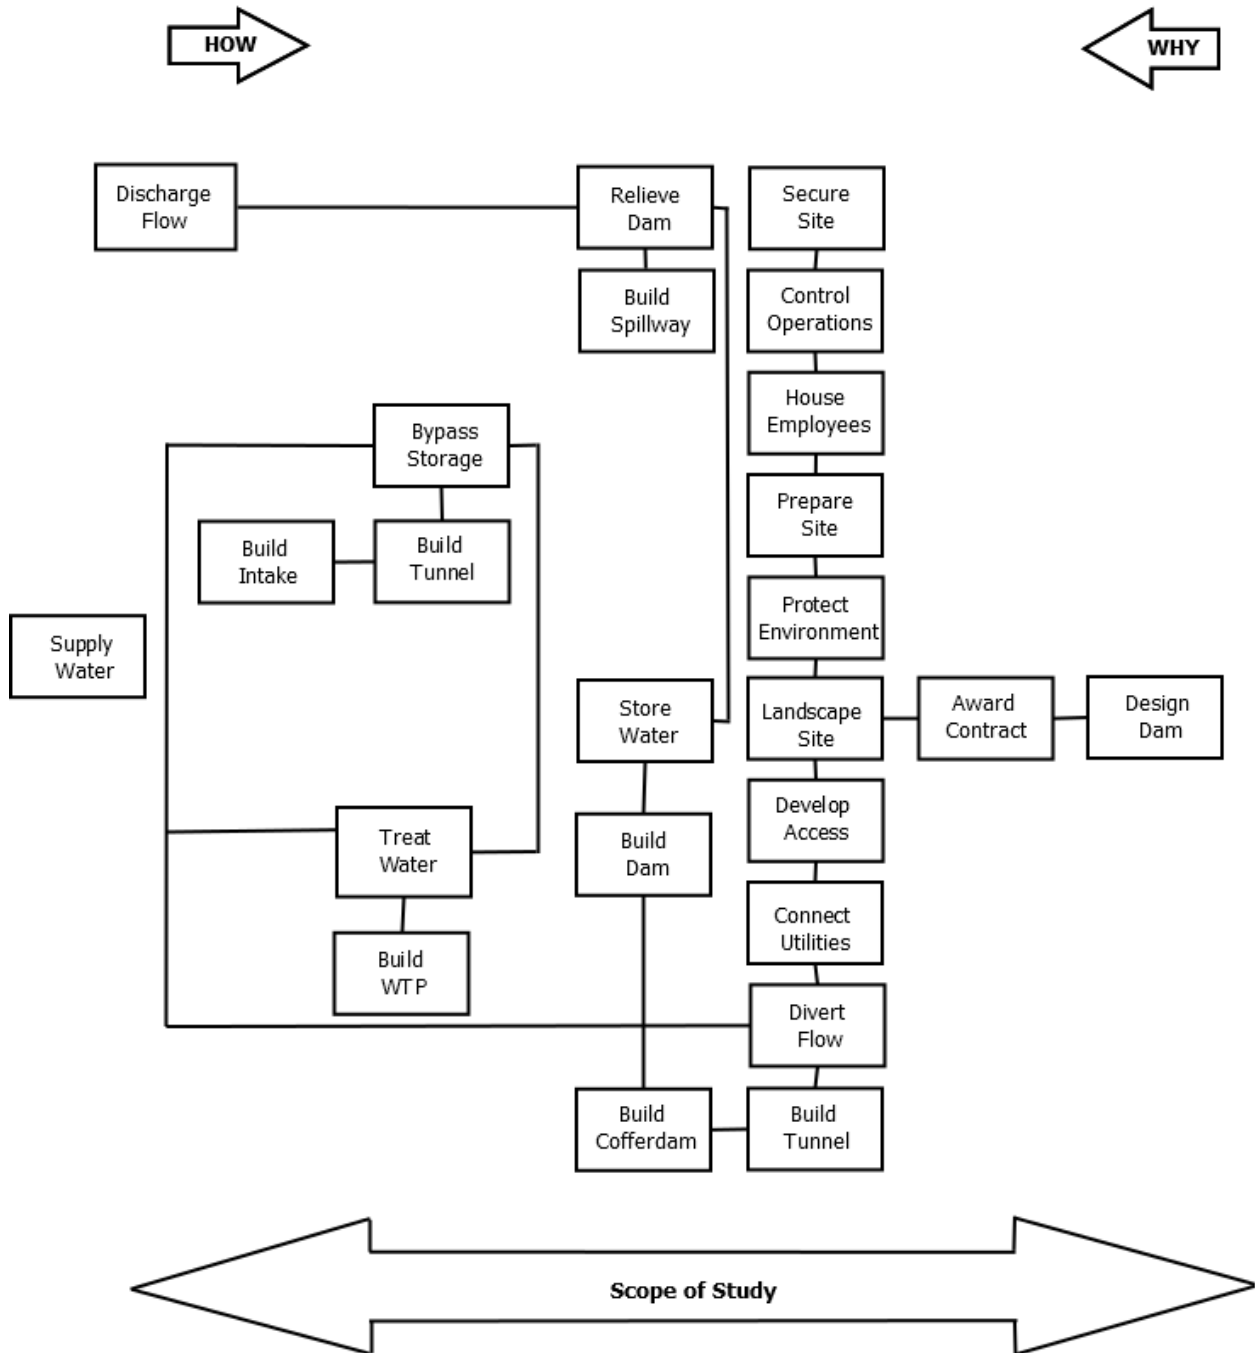 HOW
WHY
Discharge
Flow
Relieve
Dam
Secure
Site
Build
Spillway
Control
Operations
House
Employees
Bypass
Storage
Prepare
Site
Build
Intake
Build
Tunnel
Protect
Environment
Supply
Water
Store
Water
Landscape
Site
Award
Contract
Design
Dam
Develop
Access
Treat
Water
Build
Dam
Connect
Utilities
Build
WTP
Divert
Flow
Build
Cofferdam
Build
Tunnel
Scope of Study